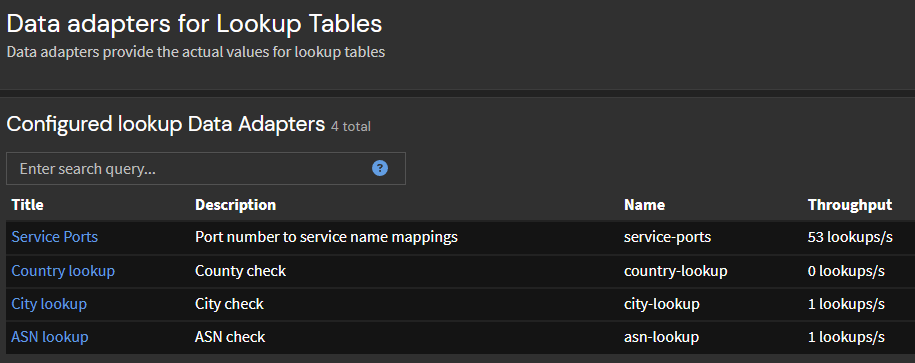 Data adapters for Lookup Tables
Data adapters provide the actual values for lookup tables
Configured lookup Data Adapters 4 total
Enter search query... ?
Title Description Name Throughput
Service Ports Port number to service name mappings service-ports 53 lookups/s
Country lookup County check country-lookup 0 lookups/s
City lookup City check city-lookup 1 lookups/s
ASN lookup ASN check asn-lookup 1 lookups/s